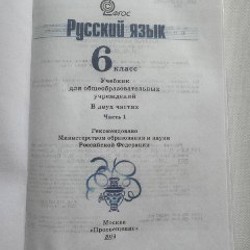 ФГОС
Русский язык
6
класс
Учебник
для общеобразовательных
учреждений
В двух частях
Часть 1
Рекомендовано
Министерством образования и науки
Российской Федерации
Москва
«Просвещение»